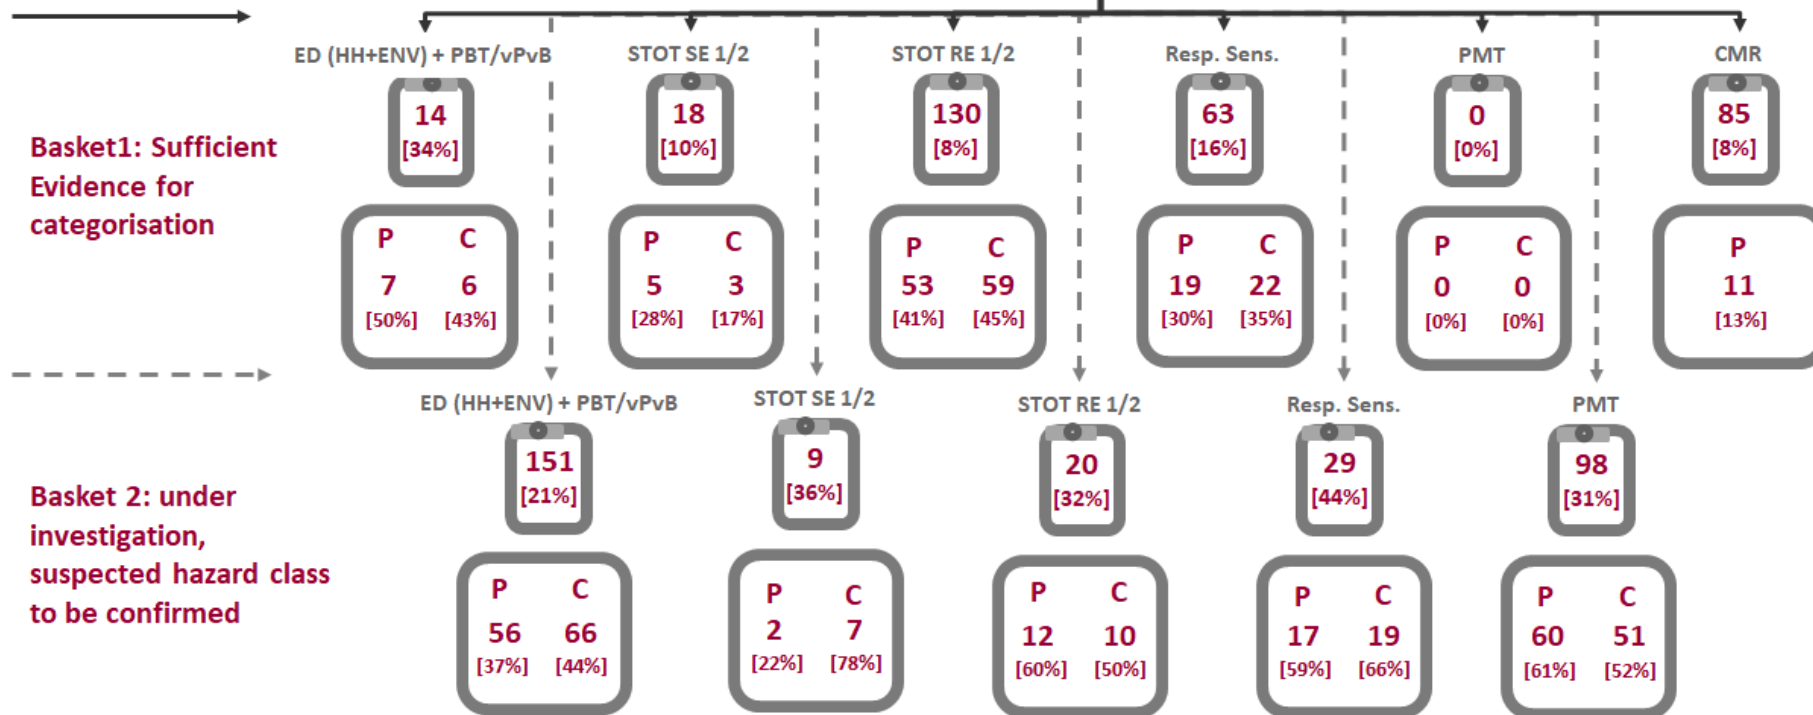 ED (HH+ENV) + PBT/vPvB STOT SE 1/2 STOT RE 1/2 Resp. Sens. PMT CMR
14 18 130 63 0 85
[34%] [10%] [8%] [16%] [0%] [8%]
Basket1: Sufficient
Evidence for
categorisation
P C P C P C P C P C P
7 6 5 3 53 59 19 22 0 0 11
[50%] [43%] [28%] [17%] [41%] [45%] [30%] [35%] [0%] [0%] [13%]
ED (HH+ENV) + PBT/vPvB STOT SE 1/2 STOT RE 1/2 Resp. Sens. PMT
151 9 20 29 98
[21%] [36%] [32%] [44%] [31%]
Basket 2: under
investigation,
suspected hazard class
to be confirmed
P C P C P C P C P C
56 66 2 7 12 10 17 19 60 51
[37%] [44%] [22%] [78%] [60%] [50%] [59%] [66%] [61%] [52%]